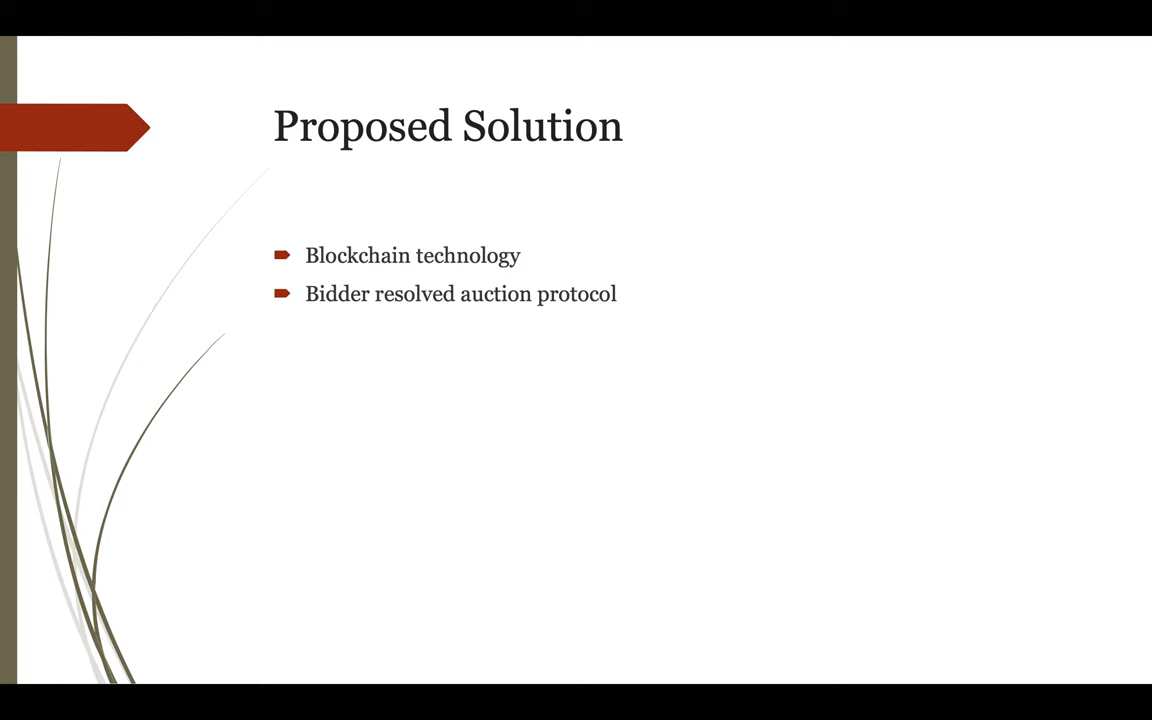 Proposed Solution
Blockchain technology
Bidder resolved auction protocol